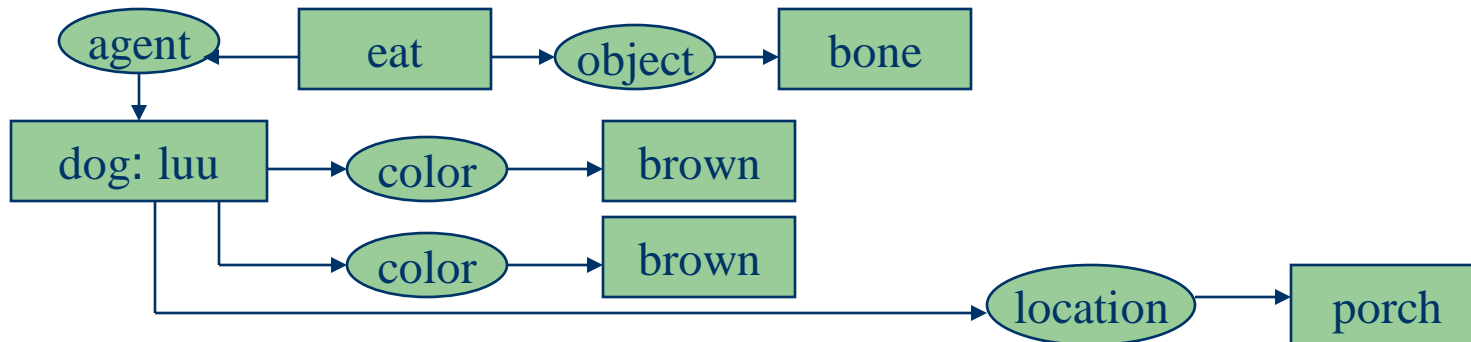 agent eat object bone
dog: luu color brown
color brown
location porch